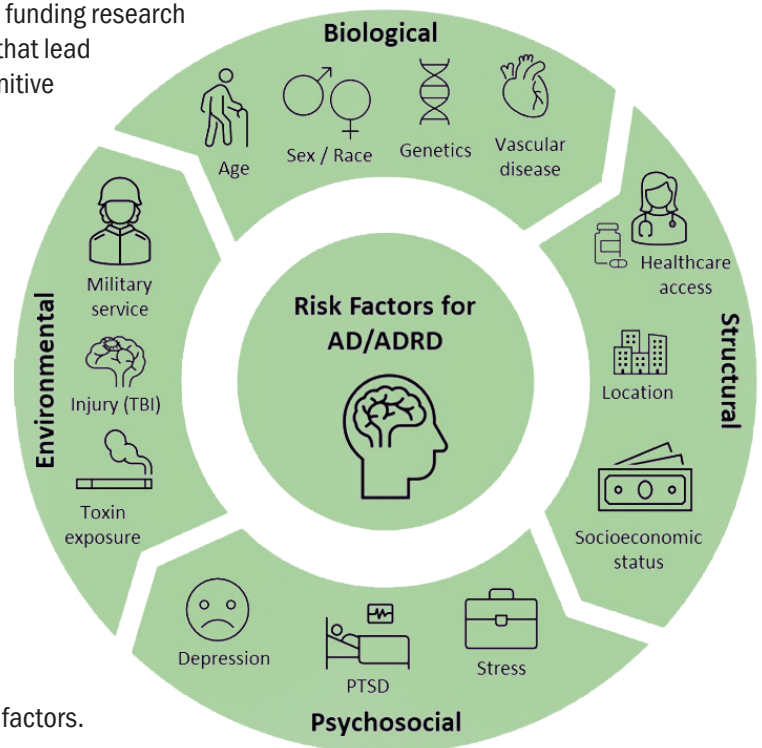 funding research
that lead
nitive
Biological
Age
Sex / Race
Genetics
Vascular
disease
Healthcare
access
Structural
Location
Socioeconomic
status
Environmental
Military
service
Injury (TBI)
Toxin
exposure
Risk Factors for
AD/ADRD
Depression
PTSD
Stress
Psychosocial
factors.